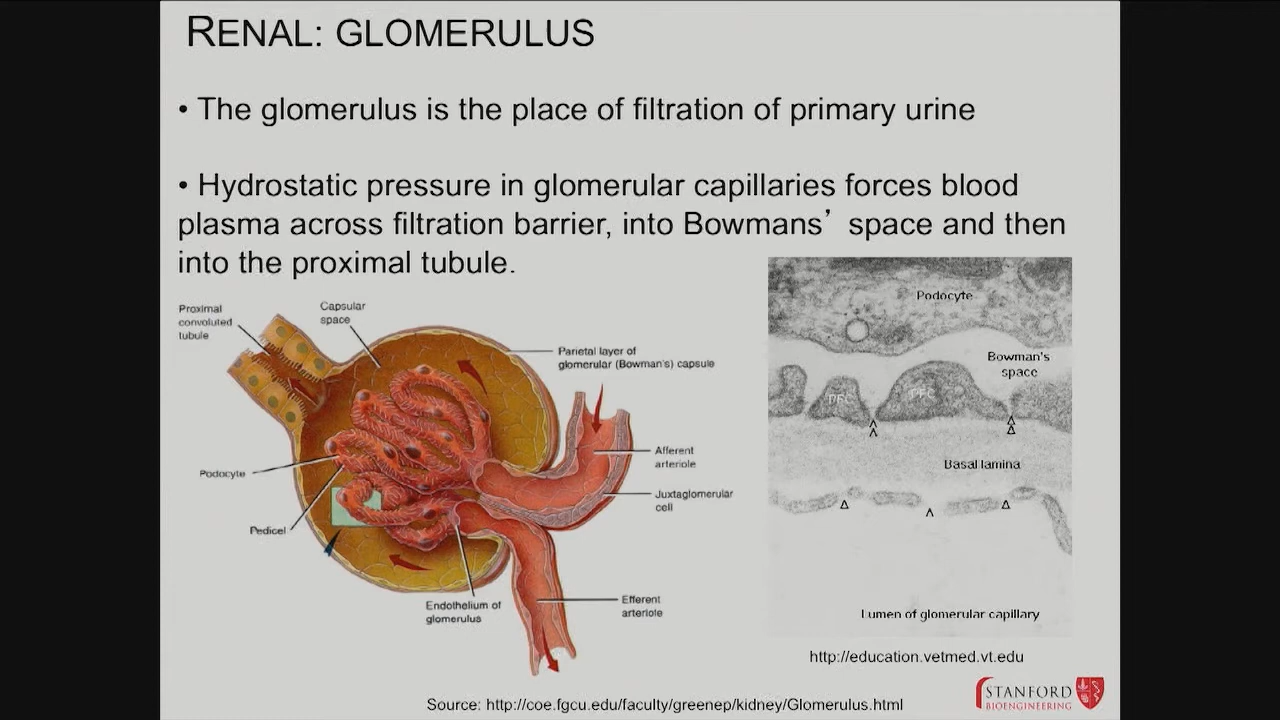 RENAL: GLOMERULUS
• The glomerulus is the place of filtration of primary urine
• Hydrostatic pressure in glomerular capillaries forces blood
plasma across filtration barrier, into Bowmans’ space and then
into the proximal tubule.
Proximal
convoluted
tubule
Capsular
space
Parietal layer of
glomerular (Bowman's) capsule
Afferent
arteriole
Juxtaglomerular
cell
Podocyte
Pedicel
Endothelium of
glomerulus
Efferent
arteriole
Podocyte
Bowman's
space
PFC
PFC
Basal lamina
Lumen of glomerular capillary
http://education.vetmed.vt.edu
Source: http://coe.fgcu.edu/faculty/greenep/kidney/Glomerulus.html
STANFORD
BIOENGINEERING